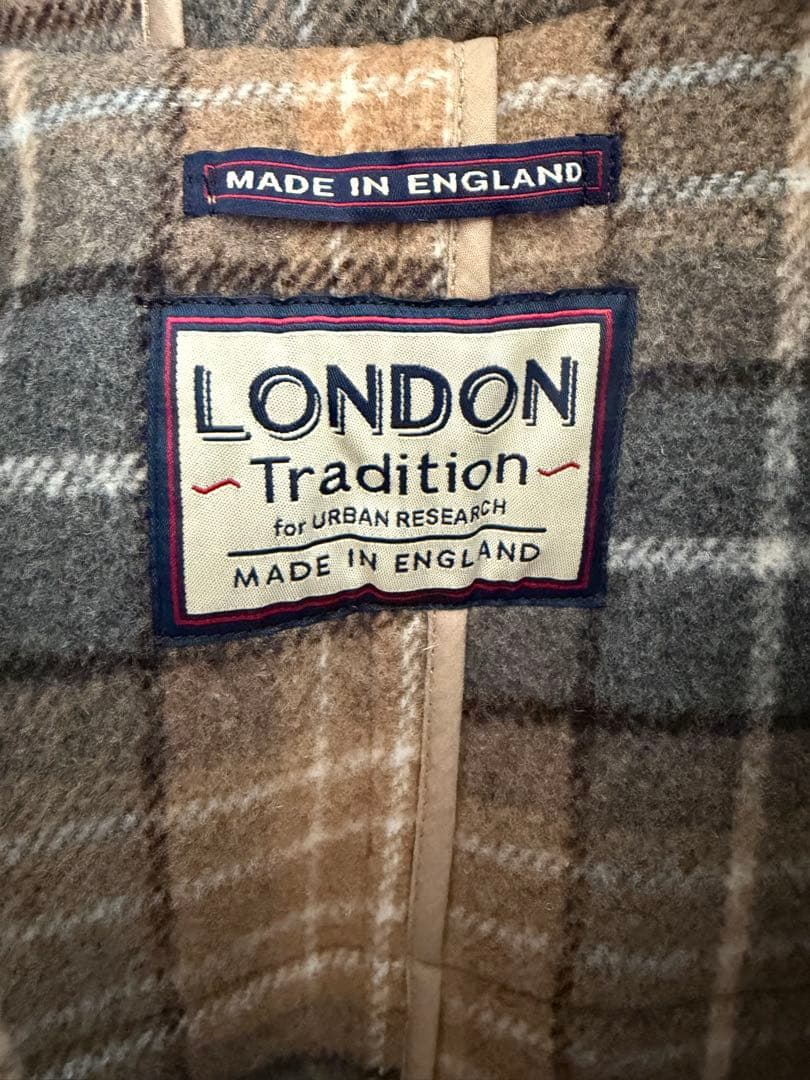 MADE IN ENGLAND
LONDON
Tradition
for URBAN RESEARCH
MADE IN ENGLAND